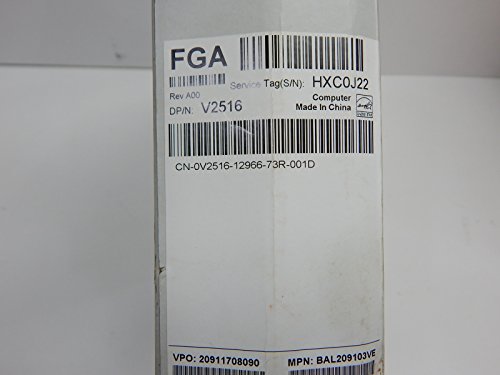 FGA
Service Tag(S/N): HXC0J22
Rev A00
DP/N: V2516
Computer
Made In China
CN-0V2516-12966-73R-001D
VPO: 20911708090
MPN: BAL209103VE